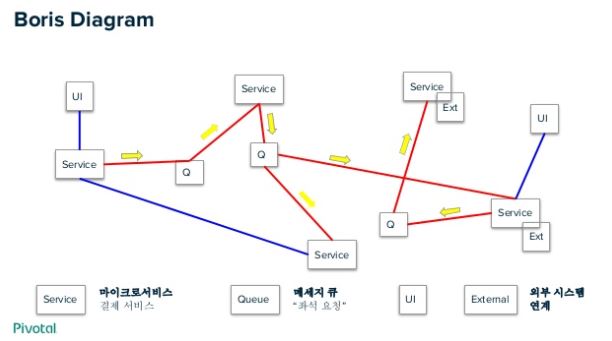 Boris Diagram
UI
Service
Q
Service
Q
Service
Service
Ext
Q
UI
Service
Ext
Service
마이크로서비스
결제 서비스
Queue
메세지 큐
"좌석 요청"
UI
External
외부 시스템
연계
Pivotal